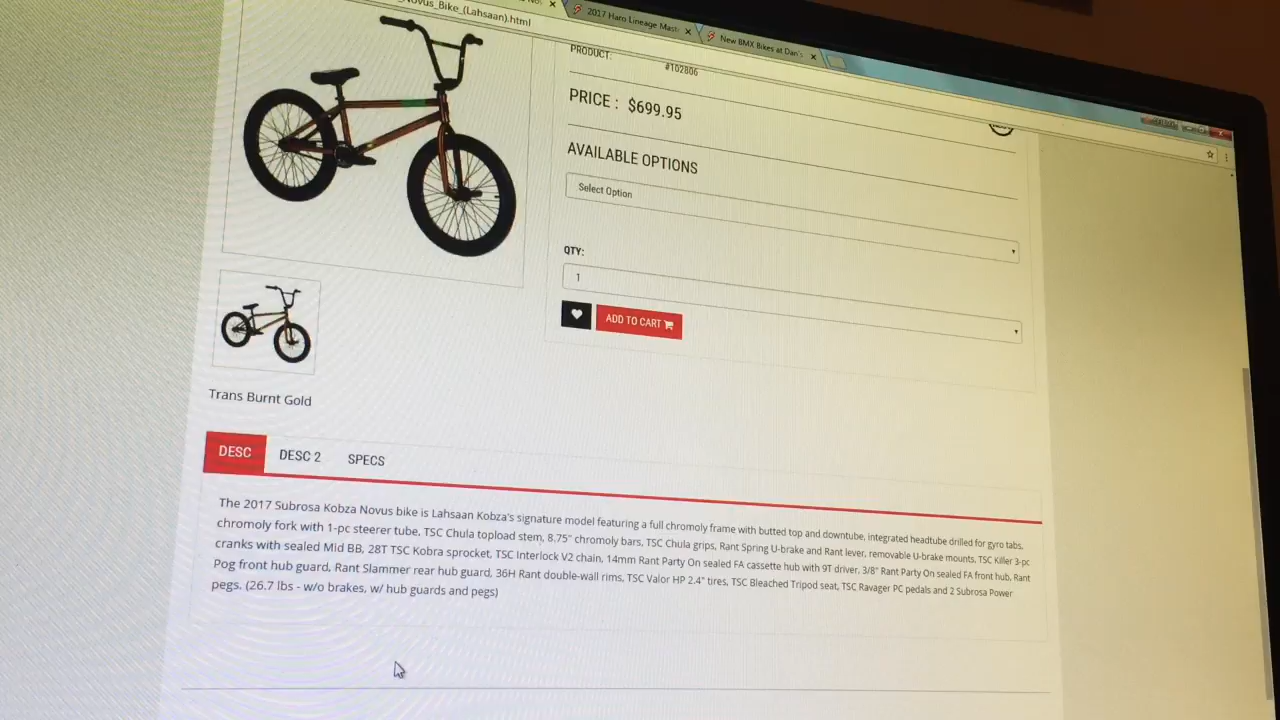 Novus_Bike_(Lahsaan).html
2017 Haro Lineage Mast
New BMX Bikes at Dan's
PRODUCT:
#102806
PRICE : $699.95
AVAILABLE OPTIONS
Select Option
QTY:
1
ADD TO CART
Trans Burnt Gold
DESC
DESC 2
SPECS
The 2017 Subrosa Kobza Novus bike is Lahsaan Kobza's signature model featuring a full chromoly frame with butted top and downtube, integrated headtube drilled for gyro tabs,
chromoly fork with 1-pc steerer tube, TSC Chula topload stem, 8.75" chromoly bars, TSC Chula grips, Rant Spring U-brake and Rant lever, removable U-brake mounts, TSC Killer 3-pc
cranks with sealed Mid BB, 28T TSC Kobra sprocket, TSC Interlock V2 chain, 14mm Rant Party On sealed FA cassette hub with 9T driver, 3/8" Rant Party On sealed FA front hub, Rant
Pog front hub guard, Rant Slammer rear hub guard, 36H Rant double-wall rims, TSC Valor HP 2.4" tires, TSC Bleached Tripod seat, TSC Ravager PC pedals and 2 Subrosa Power
pegs. (26.7 lbs - w/o brakes, w/ hub guards and pegs)